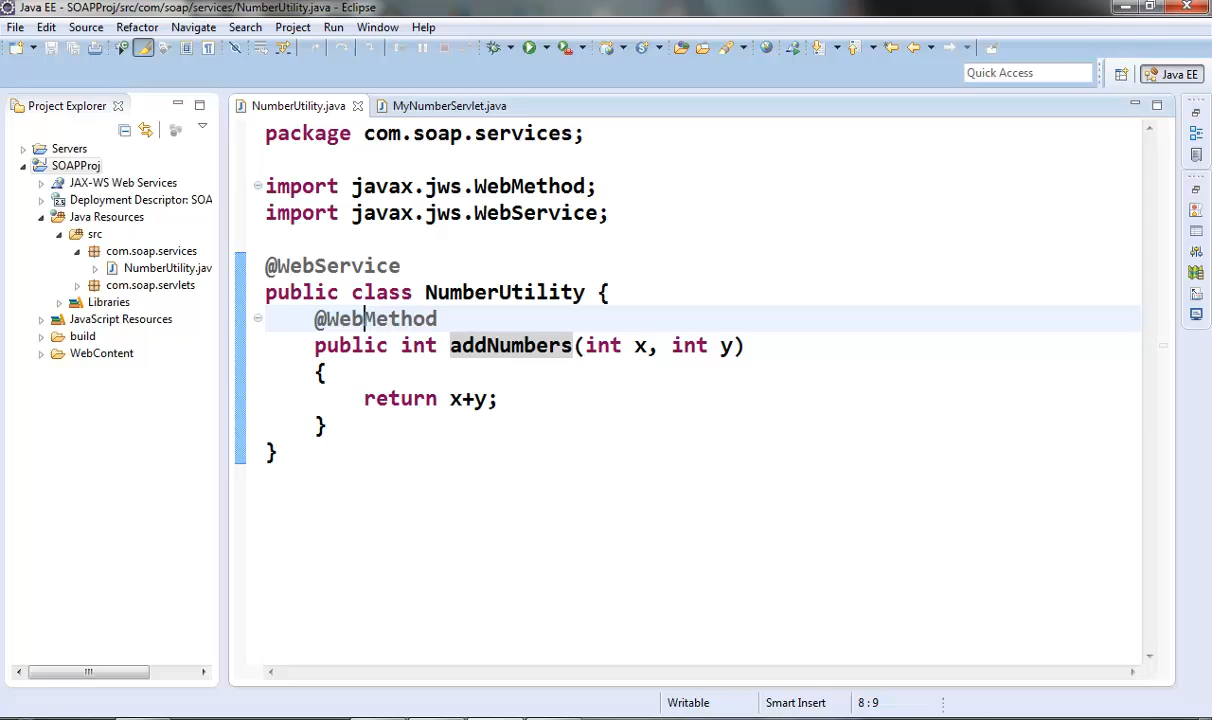 Java EE - SOAPProj/src/com/soap/services/NumberUtility.java - Eclipse
File Edit Source Refactor Navigate Search Project Run Window Help
Quick Access
Java EE
Project Explorer
NumberUtility.java
MyNumberServlet.java
Servers
SOAPProj
JAX-WS Web Services
Deployment Descriptor: SOA
Java Resources
src
com.soap.services
NumberUtility.jav
com.soap.servlets
Libraries
JavaScript Resources
build
WebContent
package com.soap.services;
import javax.jws.WebMethod;
import javax.jws.WebService;
@WebService
public class NumberUtility {
@WebMethod
public int addNumbers(int x, int y)
{
return x+y;
}
}
Writable
Smart Insert
8 : 9